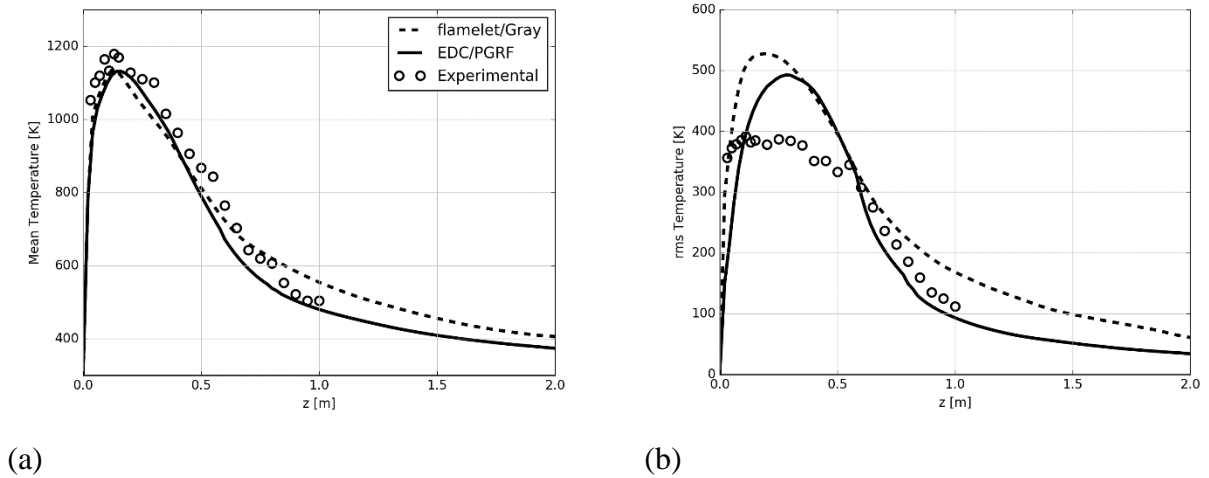 1200
1000
800
600
400
Mean Temperature [K]
0.0
0.5
1.0
1.5
2.0
z [m]
flamelet/Gray
EDC/PGRF
Experimental
(a)
600
500
400
300
200
100
0
rms Temperature [K]
0.0
0.5
1.0
1.5
2.0
z [m]
(b)